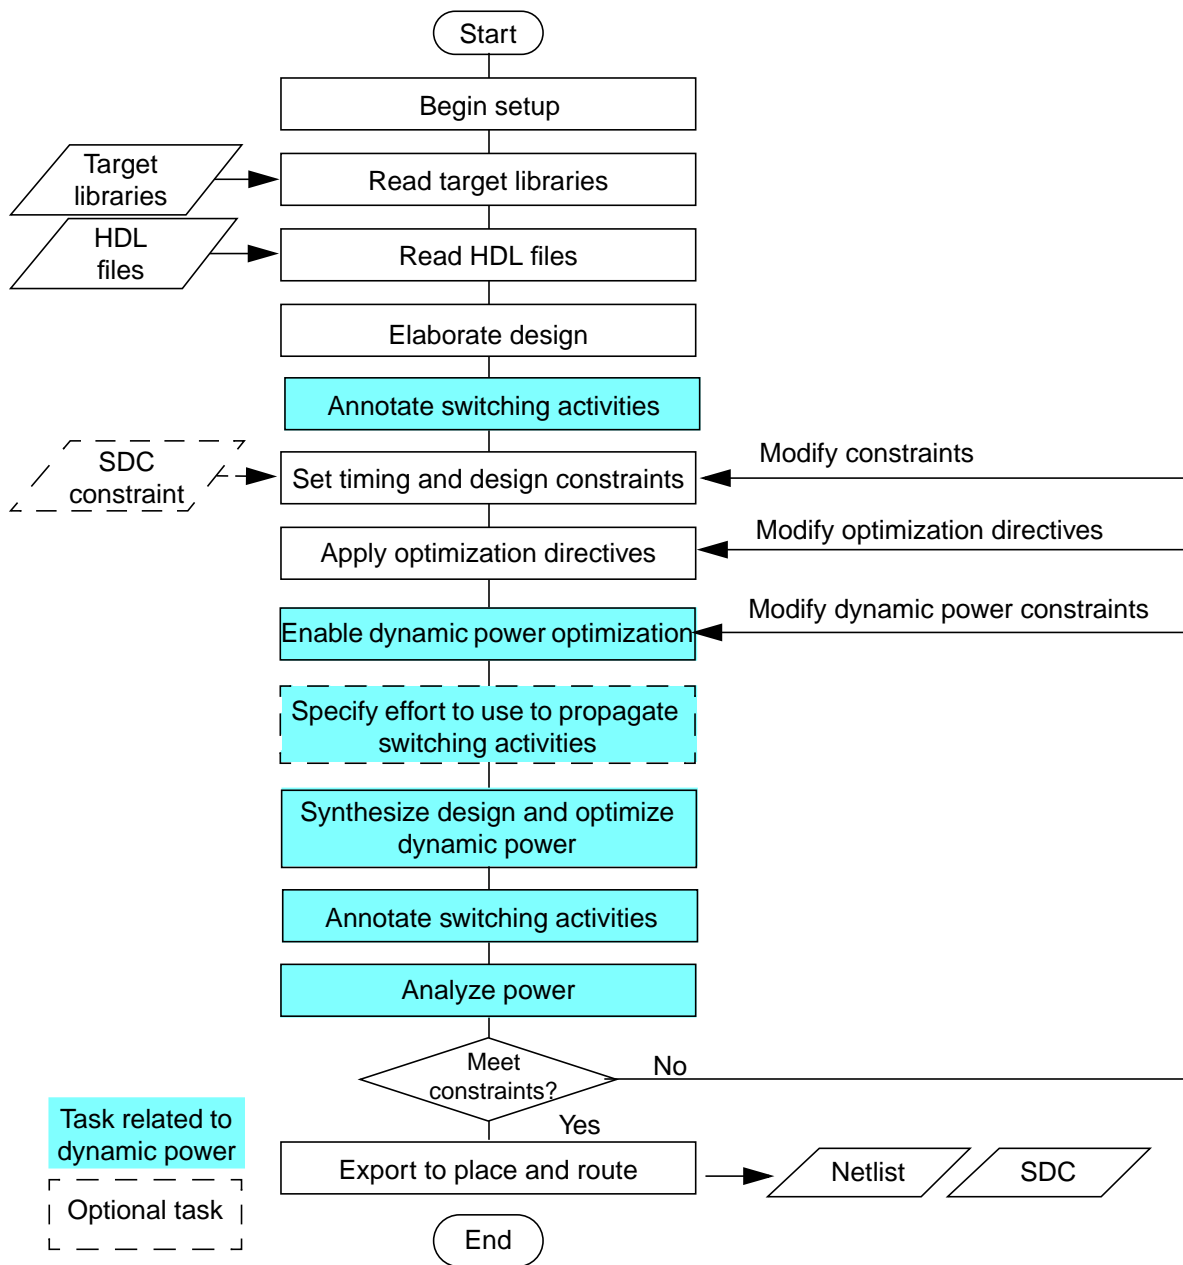 Start
Begin setup
Target
libraries
Read target libraries
HDL
files
Read HDL files
Elaborate design
Annotate switching activities
SDC
constraint
Set timing and design constraints
Modify constraints
Apply optimization directives
Modify optimization directives
Enable dynamic power optimization
Modify dynamic power constraints
Specify effort to use to propagate
switching activities
Synthesize design and optimize
dynamic power
Annotate switching activities
Analyze power
Meet
constraints?
No
Yes
Task related to
dynamic power
Export to place and route
Netlist
SDC
Optional task
End